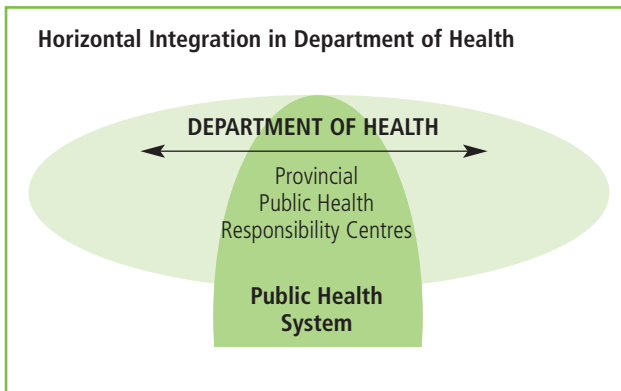 Horizontal Integration in Department of Health
DEPARTMENT OF HEALTH
Provincial
Public Health
Responsibility Centres
Public Health
System